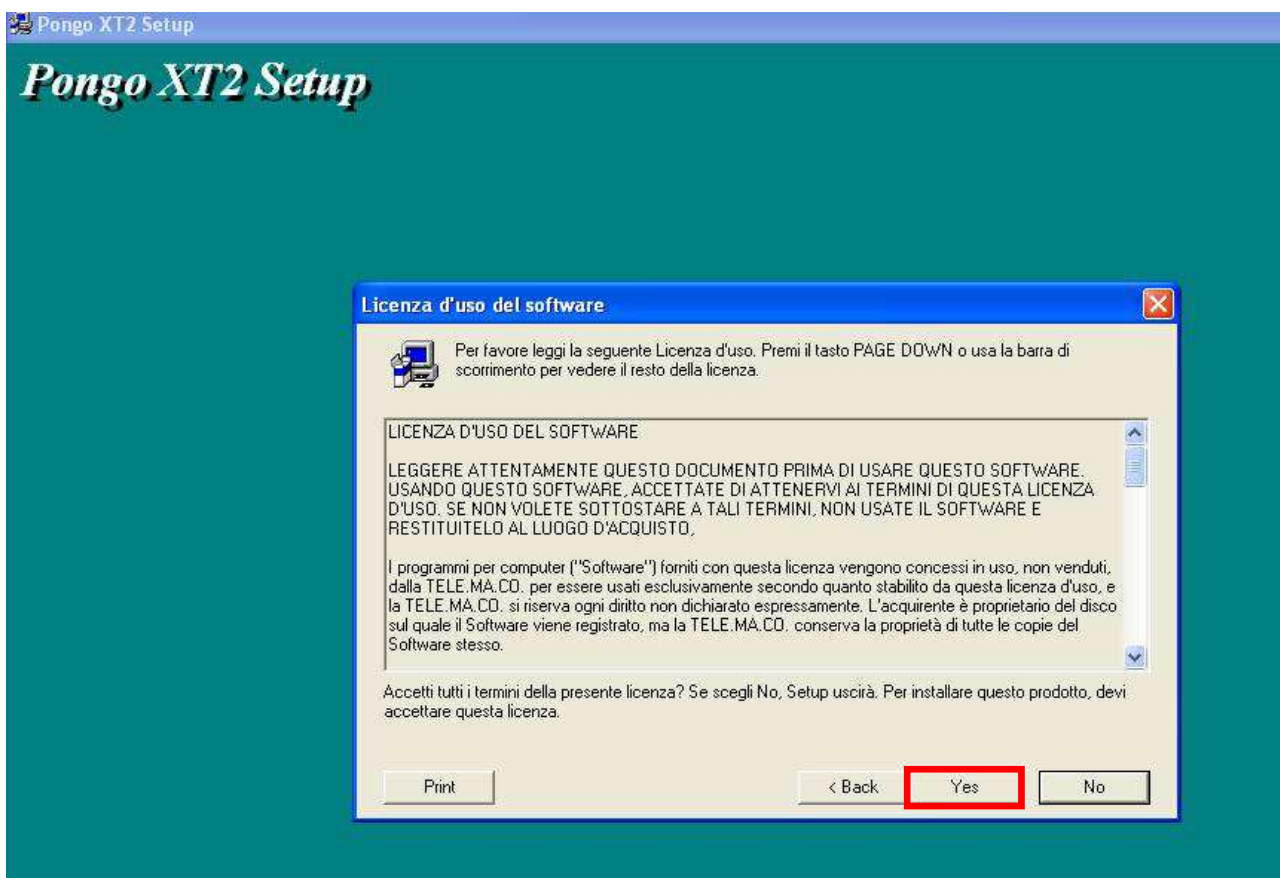 Pongo XT2 Setup
Pongo XT2 Setup
Licenza d'uso del software
Per favore leggi la seguente Licenza d'uso. Premi il tasto PAGE DOWN o usa la barra di
scorrimento per vedere il resto della licenza.
LICENZA D'USO DEL SOFTWARE
LEGGERE ATTENTAMENTE QUESTO DOCUMENTO PRIMA DI USARE QUESTO SOFTWARE.
USANDO QUESTO SOFTWARE, ACCETTATE DI ATTENERVI AI TERMINI DI QUESTA LICENZA
D'USO. SE NON VOLETE SOTTOSTARE A TALI TERMINI, NON USATE IL SOFTWARE E
RESTITUITELO AL LUOGO D'ACQUISTO,
I programmi per computer ("Software") forniti con questa licenza vengono concessi in uso, non venduti,
dalla TELE.MA.CO. per essere usati esclusivamente secondo quanto stabilito da questa licenza d'uso, e
la TELE.MA.CO. si riserva ogni diritto non dichiarato espressamente. L'acquirente è proprietario del disco
sul quale il Software viene registrato, ma la TELE.MA.CO. conserva la proprietà di tutte le copie del
Software stesso.
Accetti tutti i termini della presente licenza? Se scegli No, Setup uscirà. Per installare questo prodotto, devi
accettare questa licenza.
Print
< Back
Yes
No